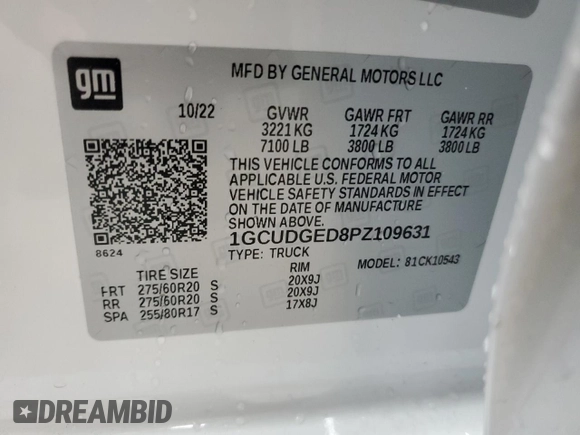 gm
MFD BY GENERAL MOTORS LLC
10/22 GVWR GAWR FRT GAWR RR
3221 KG 1724 KG 1724 KG
7100 LB 3800 LB 3800 LB
THIS VEHICLE CONFORMS TO ALL
APPLICABLE U.S. FEDERAL MOTOR
VEHICLE SAFETY STANDARDS IN EFFECT
ON THE DATE OF MANUFACTURE
SHOWN ABOVE.
1GCUDGED8PZ109631
8624
TYPE: TRUCK MODEL: 81CK10543
TIRE SIZE RIM
FRT 275/60R20 S 20X9J
RR 275/60R20 S 20X9J
SPA 255/80R17 S 17X8J
DREAMBID